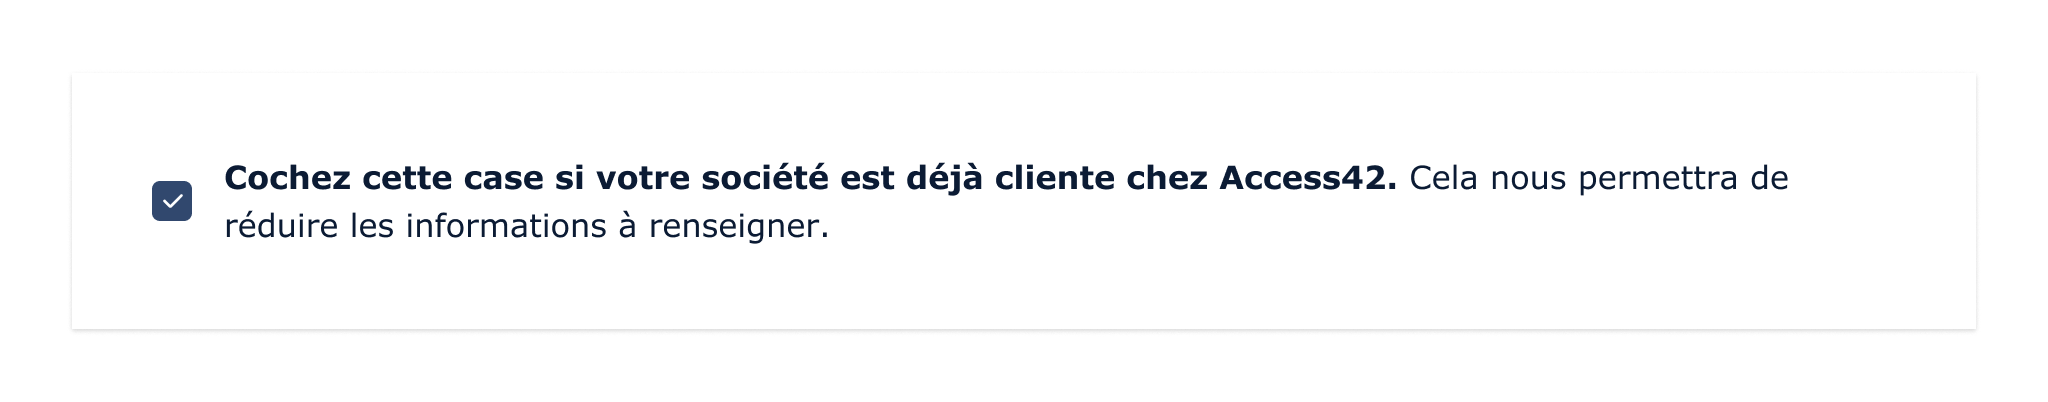 Cochez cette case si votre société est déjà cliente chez Access42. Cela nous permettra de
réduire les informations à renseigner.